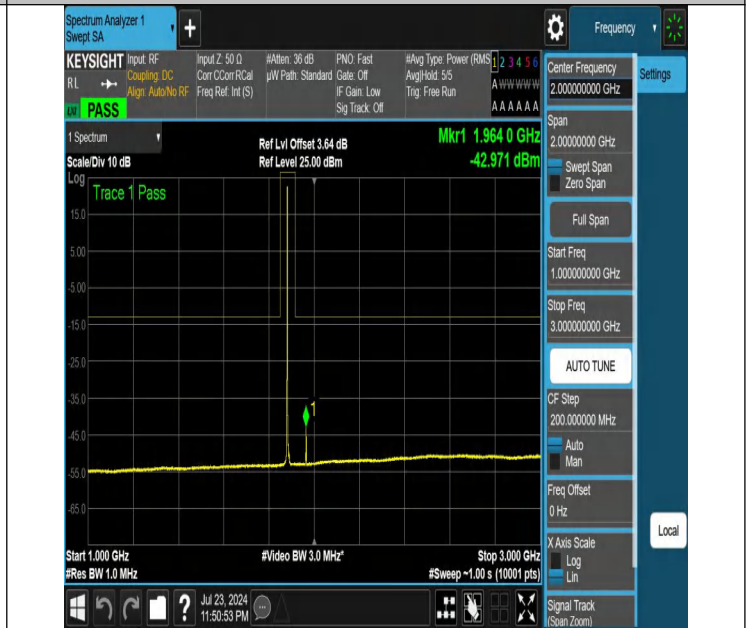 Spectrum Analyzer 1
Swept SA
+
Frequency
KEYSIGHT
RL
LXI PASS
Input: RF
Coupling: DC
Align: Auto/No RF
Input Z: 50 Ω
Corr CCorr RCal
Freq Ref: Int (S)
#Atten: 36 dB
µW Path: Standard
PNO: Fast
Gate: Off
IF Gain: Low
Sig Track: Off
#Avg Type: Power (RMS
Avg|Hold: 5/5
Trig: Free Run
1 2 3 4 5 6
A W W W W W
A A A A A A
1 Spectrum
Scale/Div 10 dB
Ref Lvl Offset 3.64 dB
Ref Level 25.00 dBm
Mkr1 1.964 0 GHz
-42.971 dBm
Log
Trace 1 Pass
15.0
5.00
-5.00
-15.0
-25.0
-35.0
-45.0
-55.0
-65.0
1
Start 1.000 GHz
#Res BW 1.0 MHz
#Video BW 3.0 MHz*
Stop 3.000 GHz
#Sweep ~1.00 s (10001 pts)
?
Jul 23, 2024
11:50:53 PM
Center Frequency
2.000000000 GHz
Settings
Span
2.00000000 GHz
Swept Span
Zero Span
Full Span
Start Freq
1.000000000 GHz
Stop Freq
3.000000000 GHz
AUTO TUNE
CF Step
200.000000 MHz
Auto
Man
Freq Offset
0 Hz
X Axis Scale
Log
Lin
Local
Signal Track
(Span Zoom)